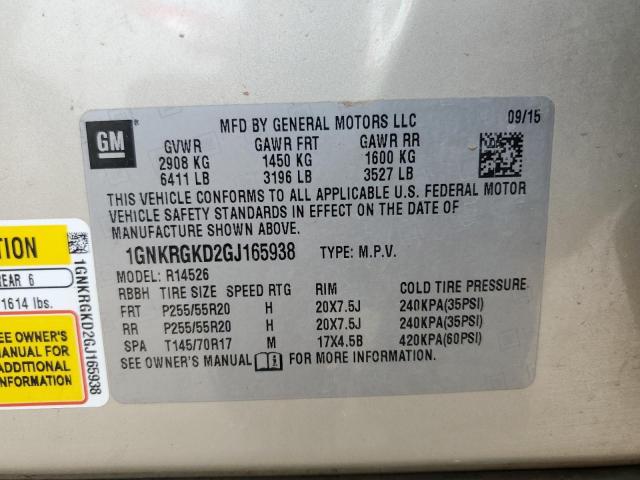 GM
MFD BY GENERAL MOTORS LLC
09/15
GVWR GAWR FRT GAWR RR
2908 KG 1450 KG 1600 KG
6411 LB 3196 LB 3527 LB
THIS VEHICLE CONFORMS TO ALL APPLICABLE U.S. FEDERAL MOTOR
VEHICLE SAFETY STANDARDS IN EFFECT ON THE DATE OF
MANUFACTURE SHOWN ABOVE.
1GNKRGKD2GJ165938 TYPE: M.P.V.
MODEL: R14526
RBBH TIRE SIZE SPEED RTG RIM COLD TIRE PRESSURE
FRT P255/55R20 H 20X7.5J 240KPA(35PSI)
RR P255/55R20 H 20X7.5J 240KPA(35PSI)
SPA T145/70R17 M 17X4.5B 420KPA(60PSI)
SEE OWNER'S MANUAL FOR MORE INFORMATION.
REAR 6
1614 lbs.
SEE OWNER'S
MANUAL FOR
ADDITIONAL
INFORMATION
1GNKRGKD2GJ165938